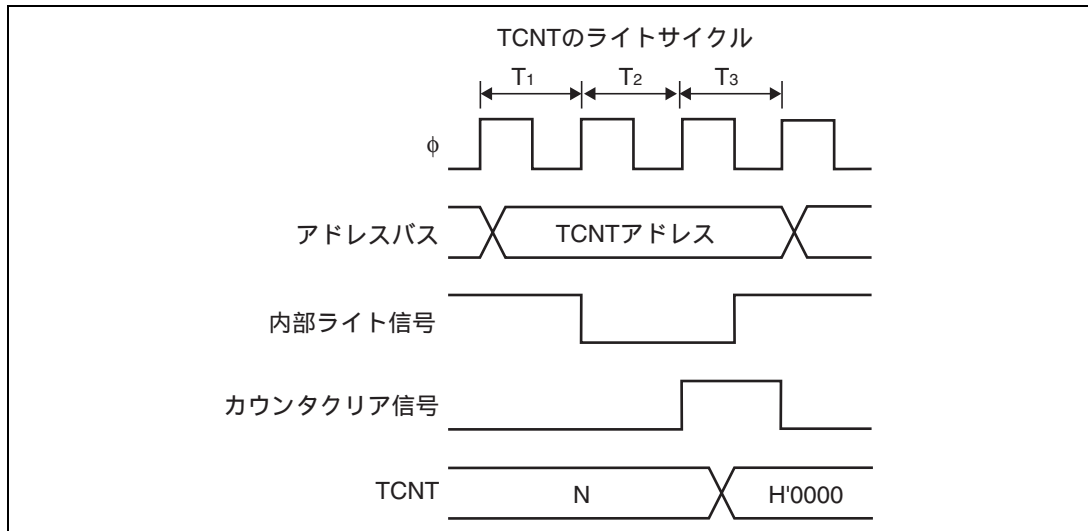 TCNTのライトサイクル
T1 T2 T3
φ
アドレスバス TCNTアドレス
内部ライト信号
カウンタクリア信号
TCNT N H'0000